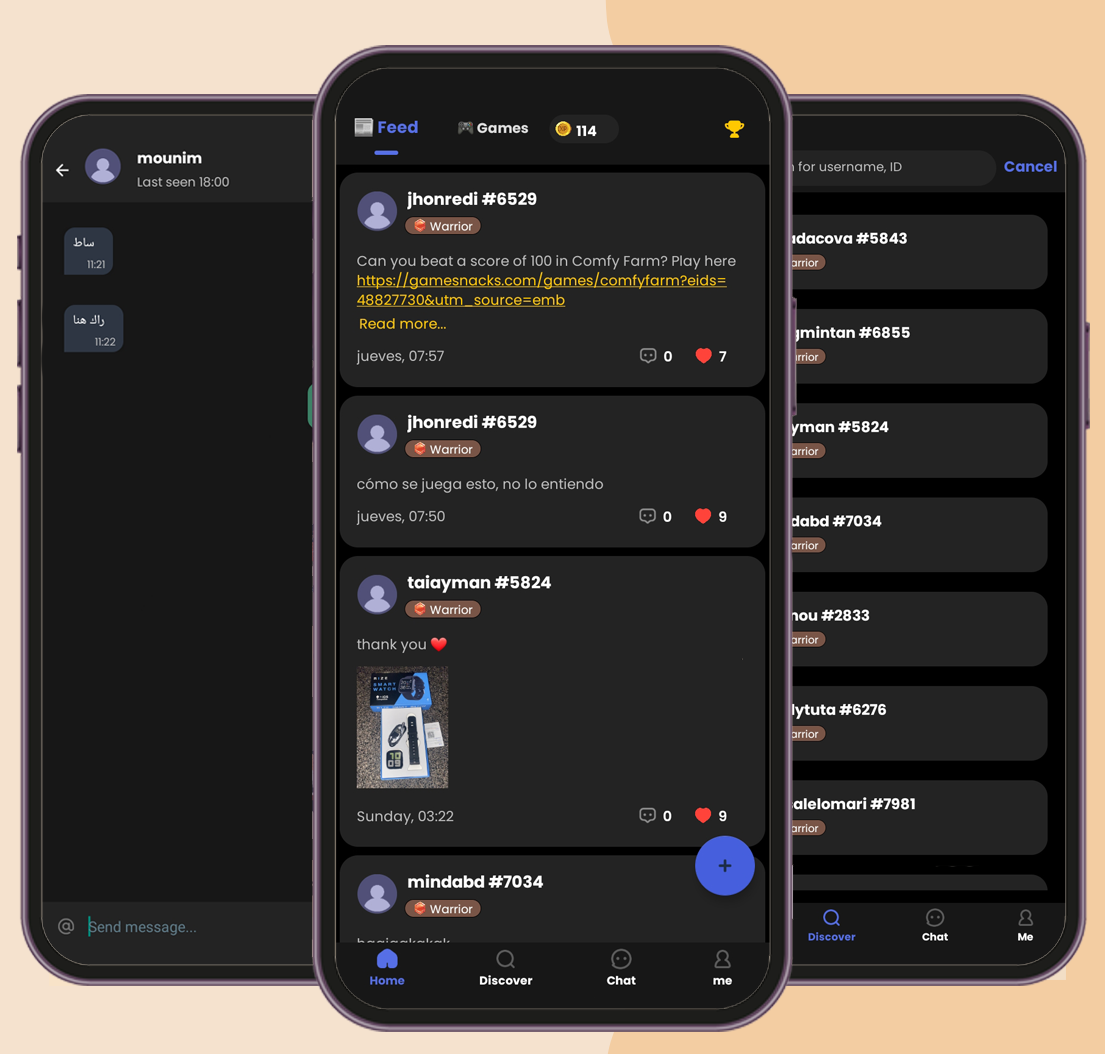 mounim
Last seen 18:00
ساط
11:21
راك هنا
11:22
Send message...
Feed
Games
114
jhonredi #6529
Warrior
Can you beat a score of 100 in Comfy Farm? Play here
https://gamesnacks.com/games/comfyfarm?eids=
48827730&utm_source=emb
Read more...
jueves, 07:57
0
7
jhonredi #6529
Warrior
cómo se juega esto, no lo entiendo
jueves, 07:50
0
9
taiayman #5824
Warrior
thank you ❤️
SMART
WATCH
Sunday, 03:22
0
9
mindabd #7034
Warrior
+
Home
Discover
Chat
me
for username, ID
Cancel
adacova #5843
arrior
gmintan #6855
arrior
yman #5824
arrior
dabd #7034
arrior
hou #2833
arrior
lytuta #6276
arrior
alelomari #7981
arrior
Discover
Chat
Me